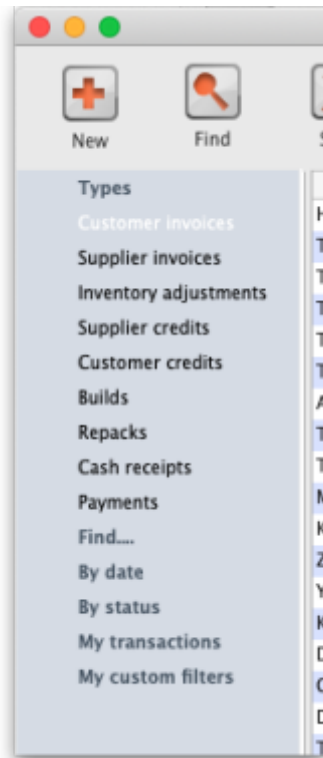 New Find
Types
Customer invoices
Supplier invoices
Inventory adjustments
Supplier credits
Customer credits
Builds
Repacks
Cash receipts
Payments
Find....
By date
By status
My transactions
My custom filters